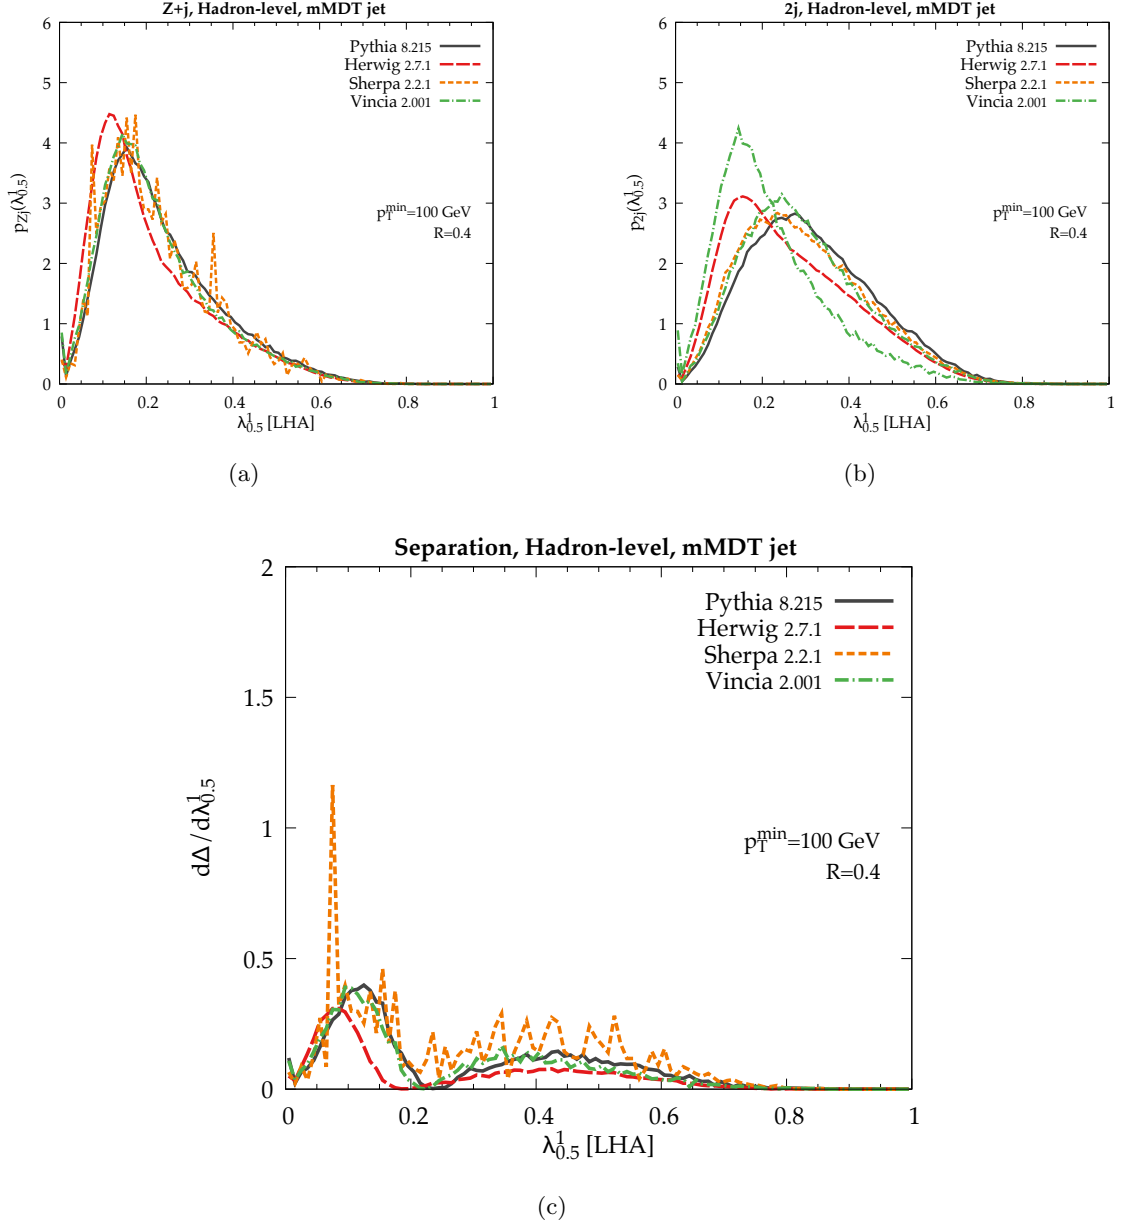 Z+j, Hadron-level, mMDT jet
6
5
4
3
2
1
0
p_Zj(λ^1_0.5)
Pythia 8.215
Herwig 2.7.1
Sherpa 2.2.1
Vincia 2.001
p_T^min=100 GeV
R=0.4
0 0.2 0.4 0.6 0.8 1
λ^1_0.5 [LHA]
(a)
2j, Hadron-level, mMDT jet
6
5
4
3
2
1
0
p_2j(λ^1_0.5)
Pythia 8.215
Herwig 2.7.1
Sherpa 2.2.1
Vincia 2.001
p_T^min=100 GeV
R=0.4
0 0.2 0.4 0.6 0.8 1
λ^1_0.5 [LHA]
(b)
Separation, Hadron-level, mMDT jet
2
1.5
1
0.5
0
dΔ/dλ^1_0.5
Pythia 8.215
Herwig 2.7.1
Sherpa 2.2.1
Vincia 2.001
p_T^min=100 GeV
R=0.4
0 0.2 0.4 0.6 0.8 1
λ^1_0.5 [LHA]
(c)